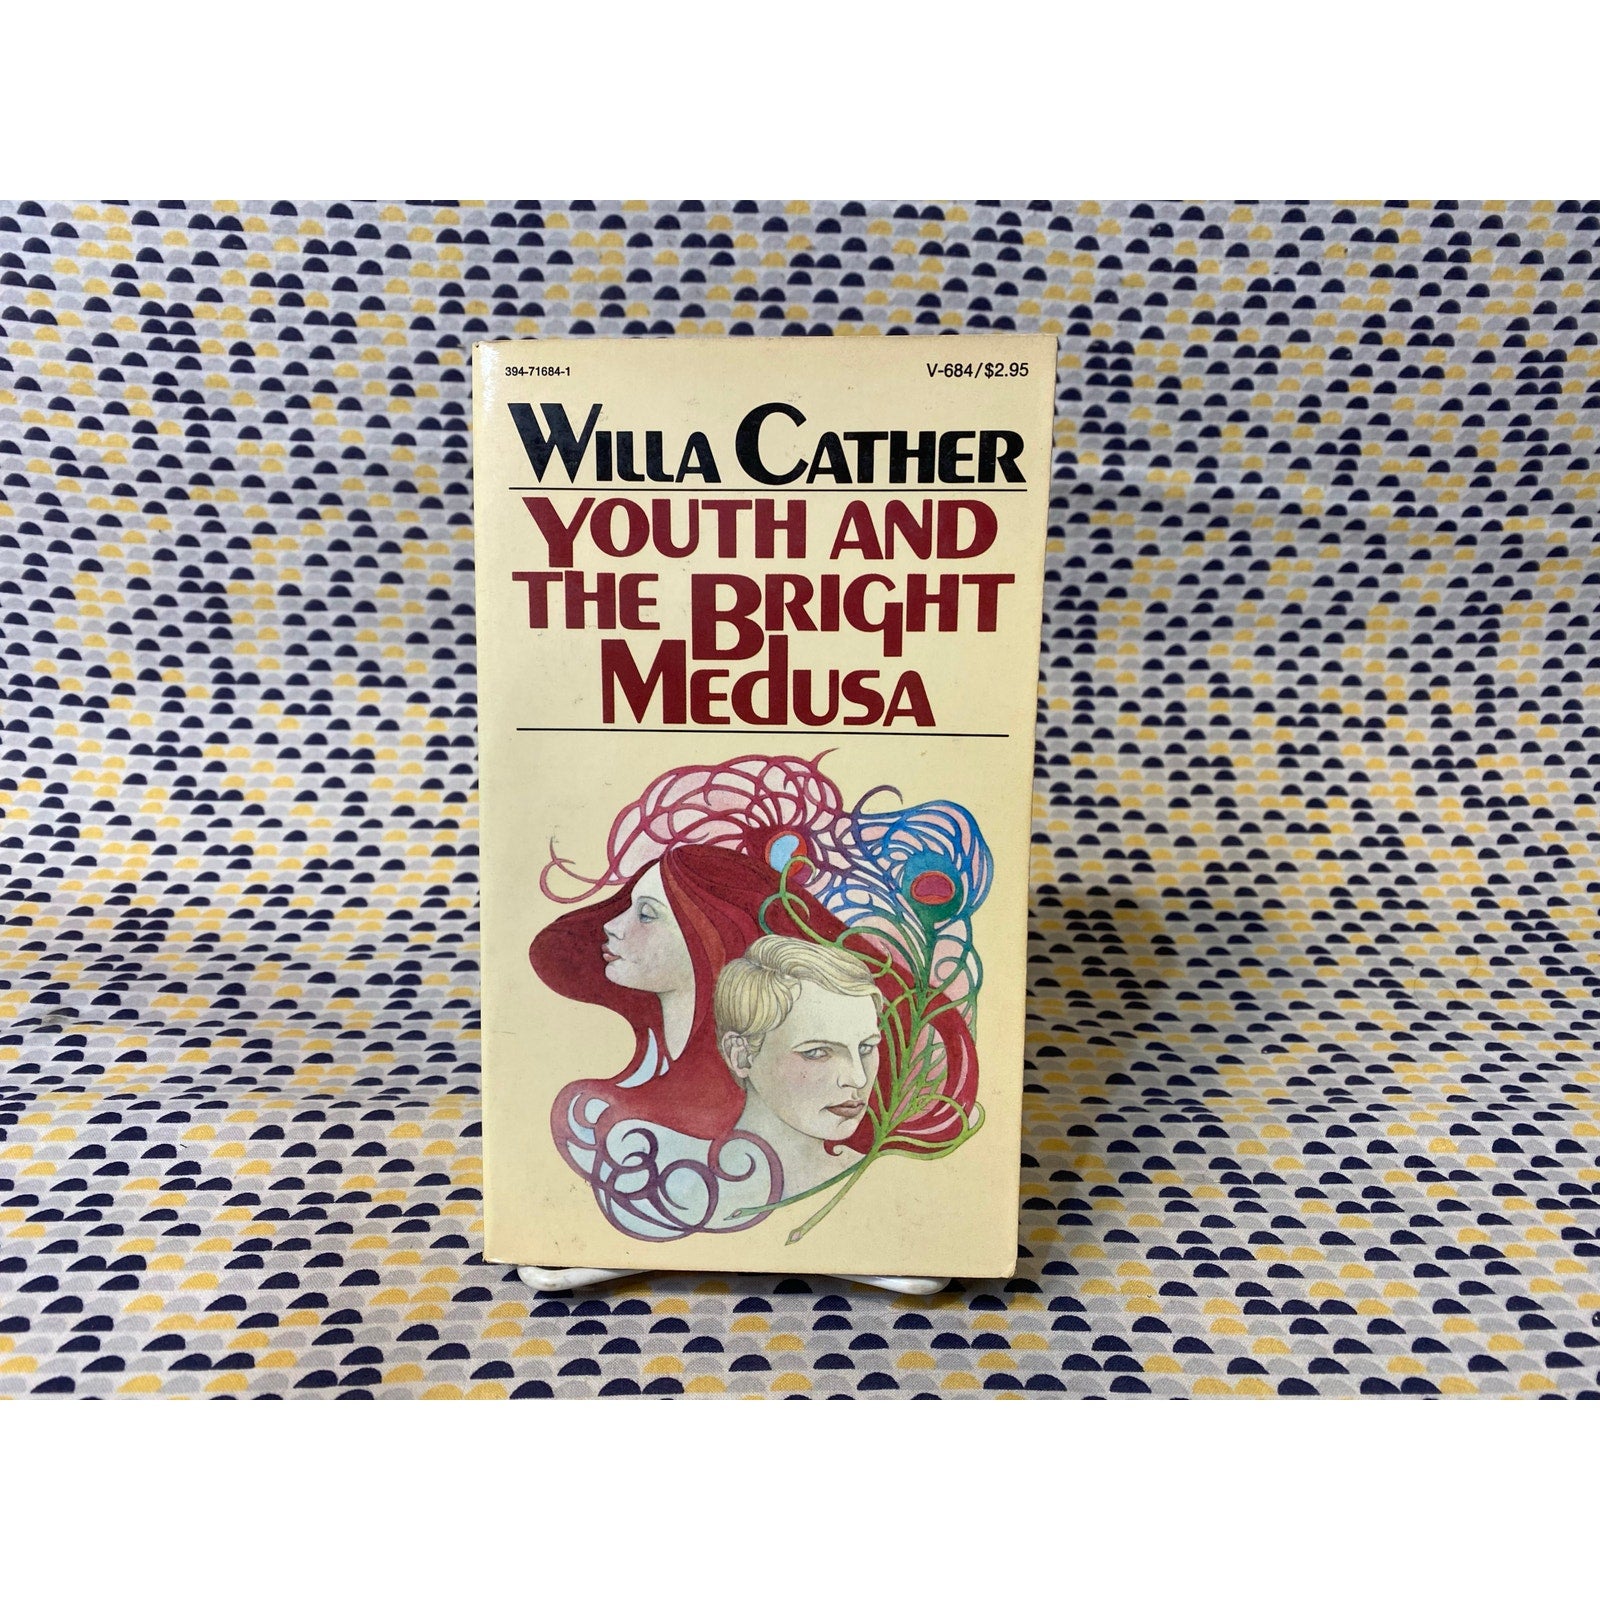 394-71684-1
V-684/$2.95
WILLA CATHER
YOUTH AND
THE BRIGHT
MEDUSA